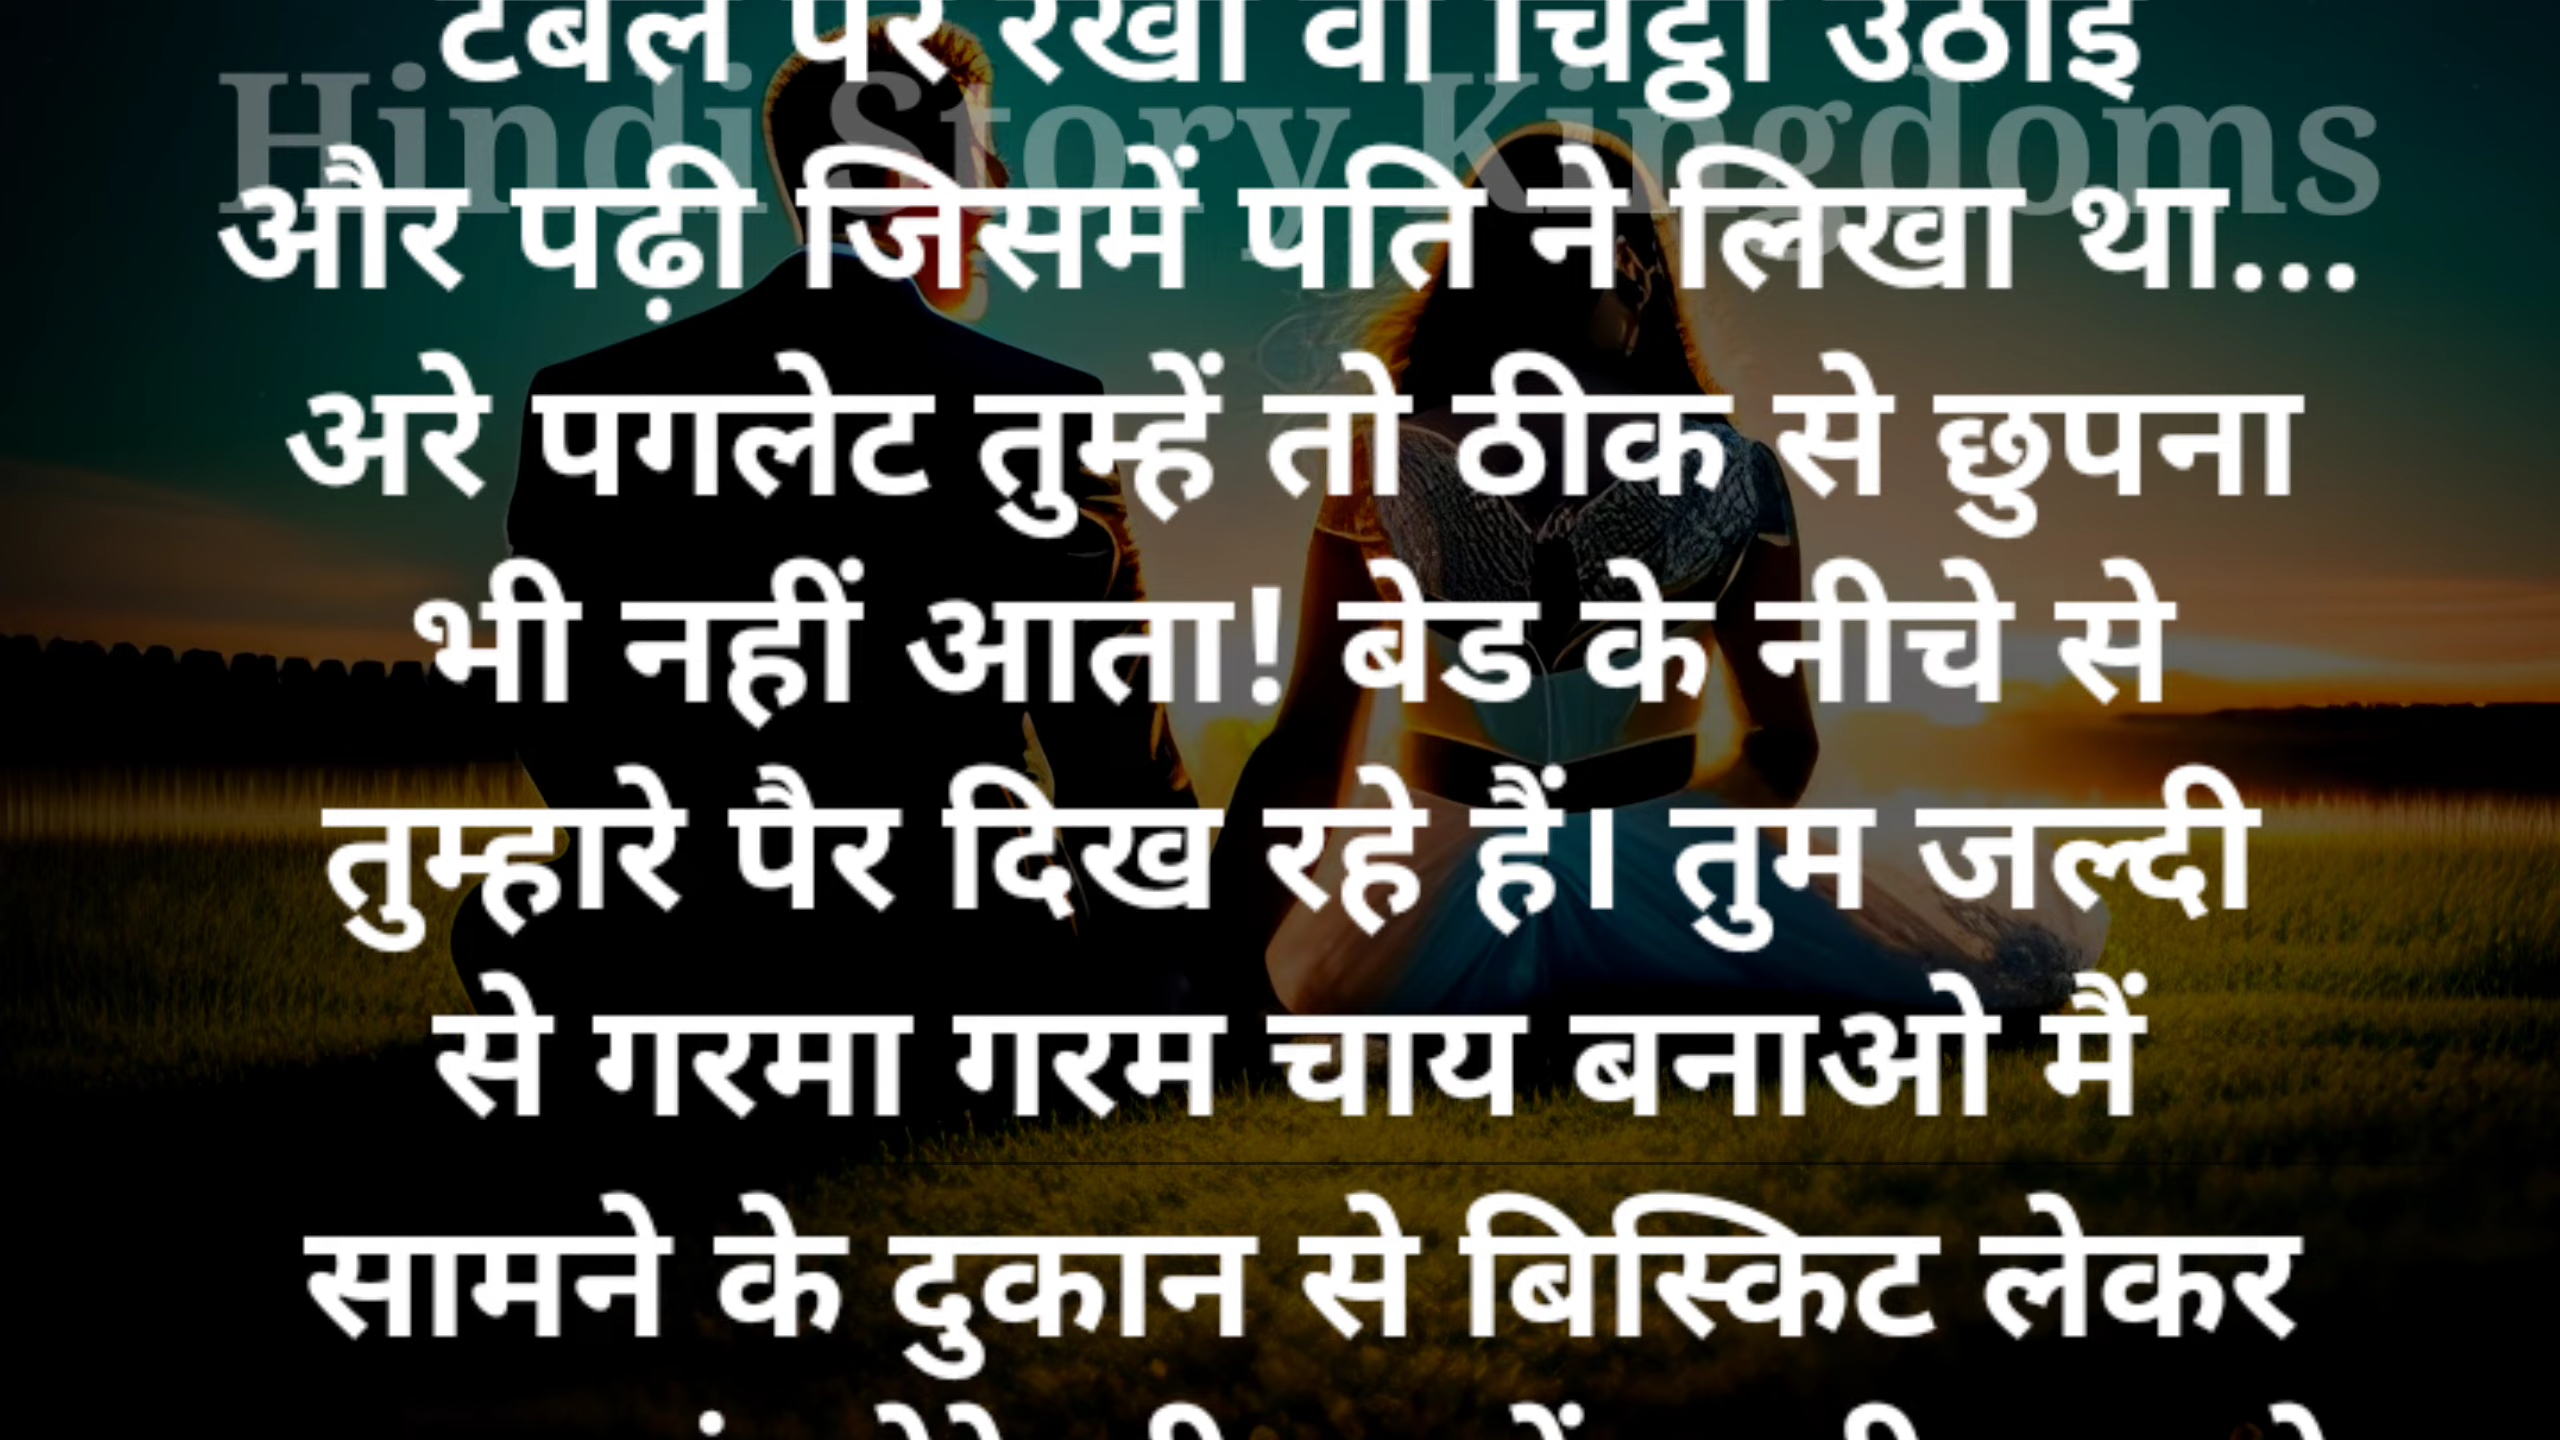 टेबल पर रखी वो चिट्ठी उठाई
Hindi Story Kingdoms
और पढ़ी जिसमें पति ने लिखा था...
अरे पगलेट तुम्हें तो ठीक से छुपना
भी नहीं आता! बेड के नीचे से
तुम्हारे पैर दिख रहे हैं। तुम जल्दी
से गरमा गरम चाय बनाओ मैं
सामने के दुकान से बिस्किट लेकर